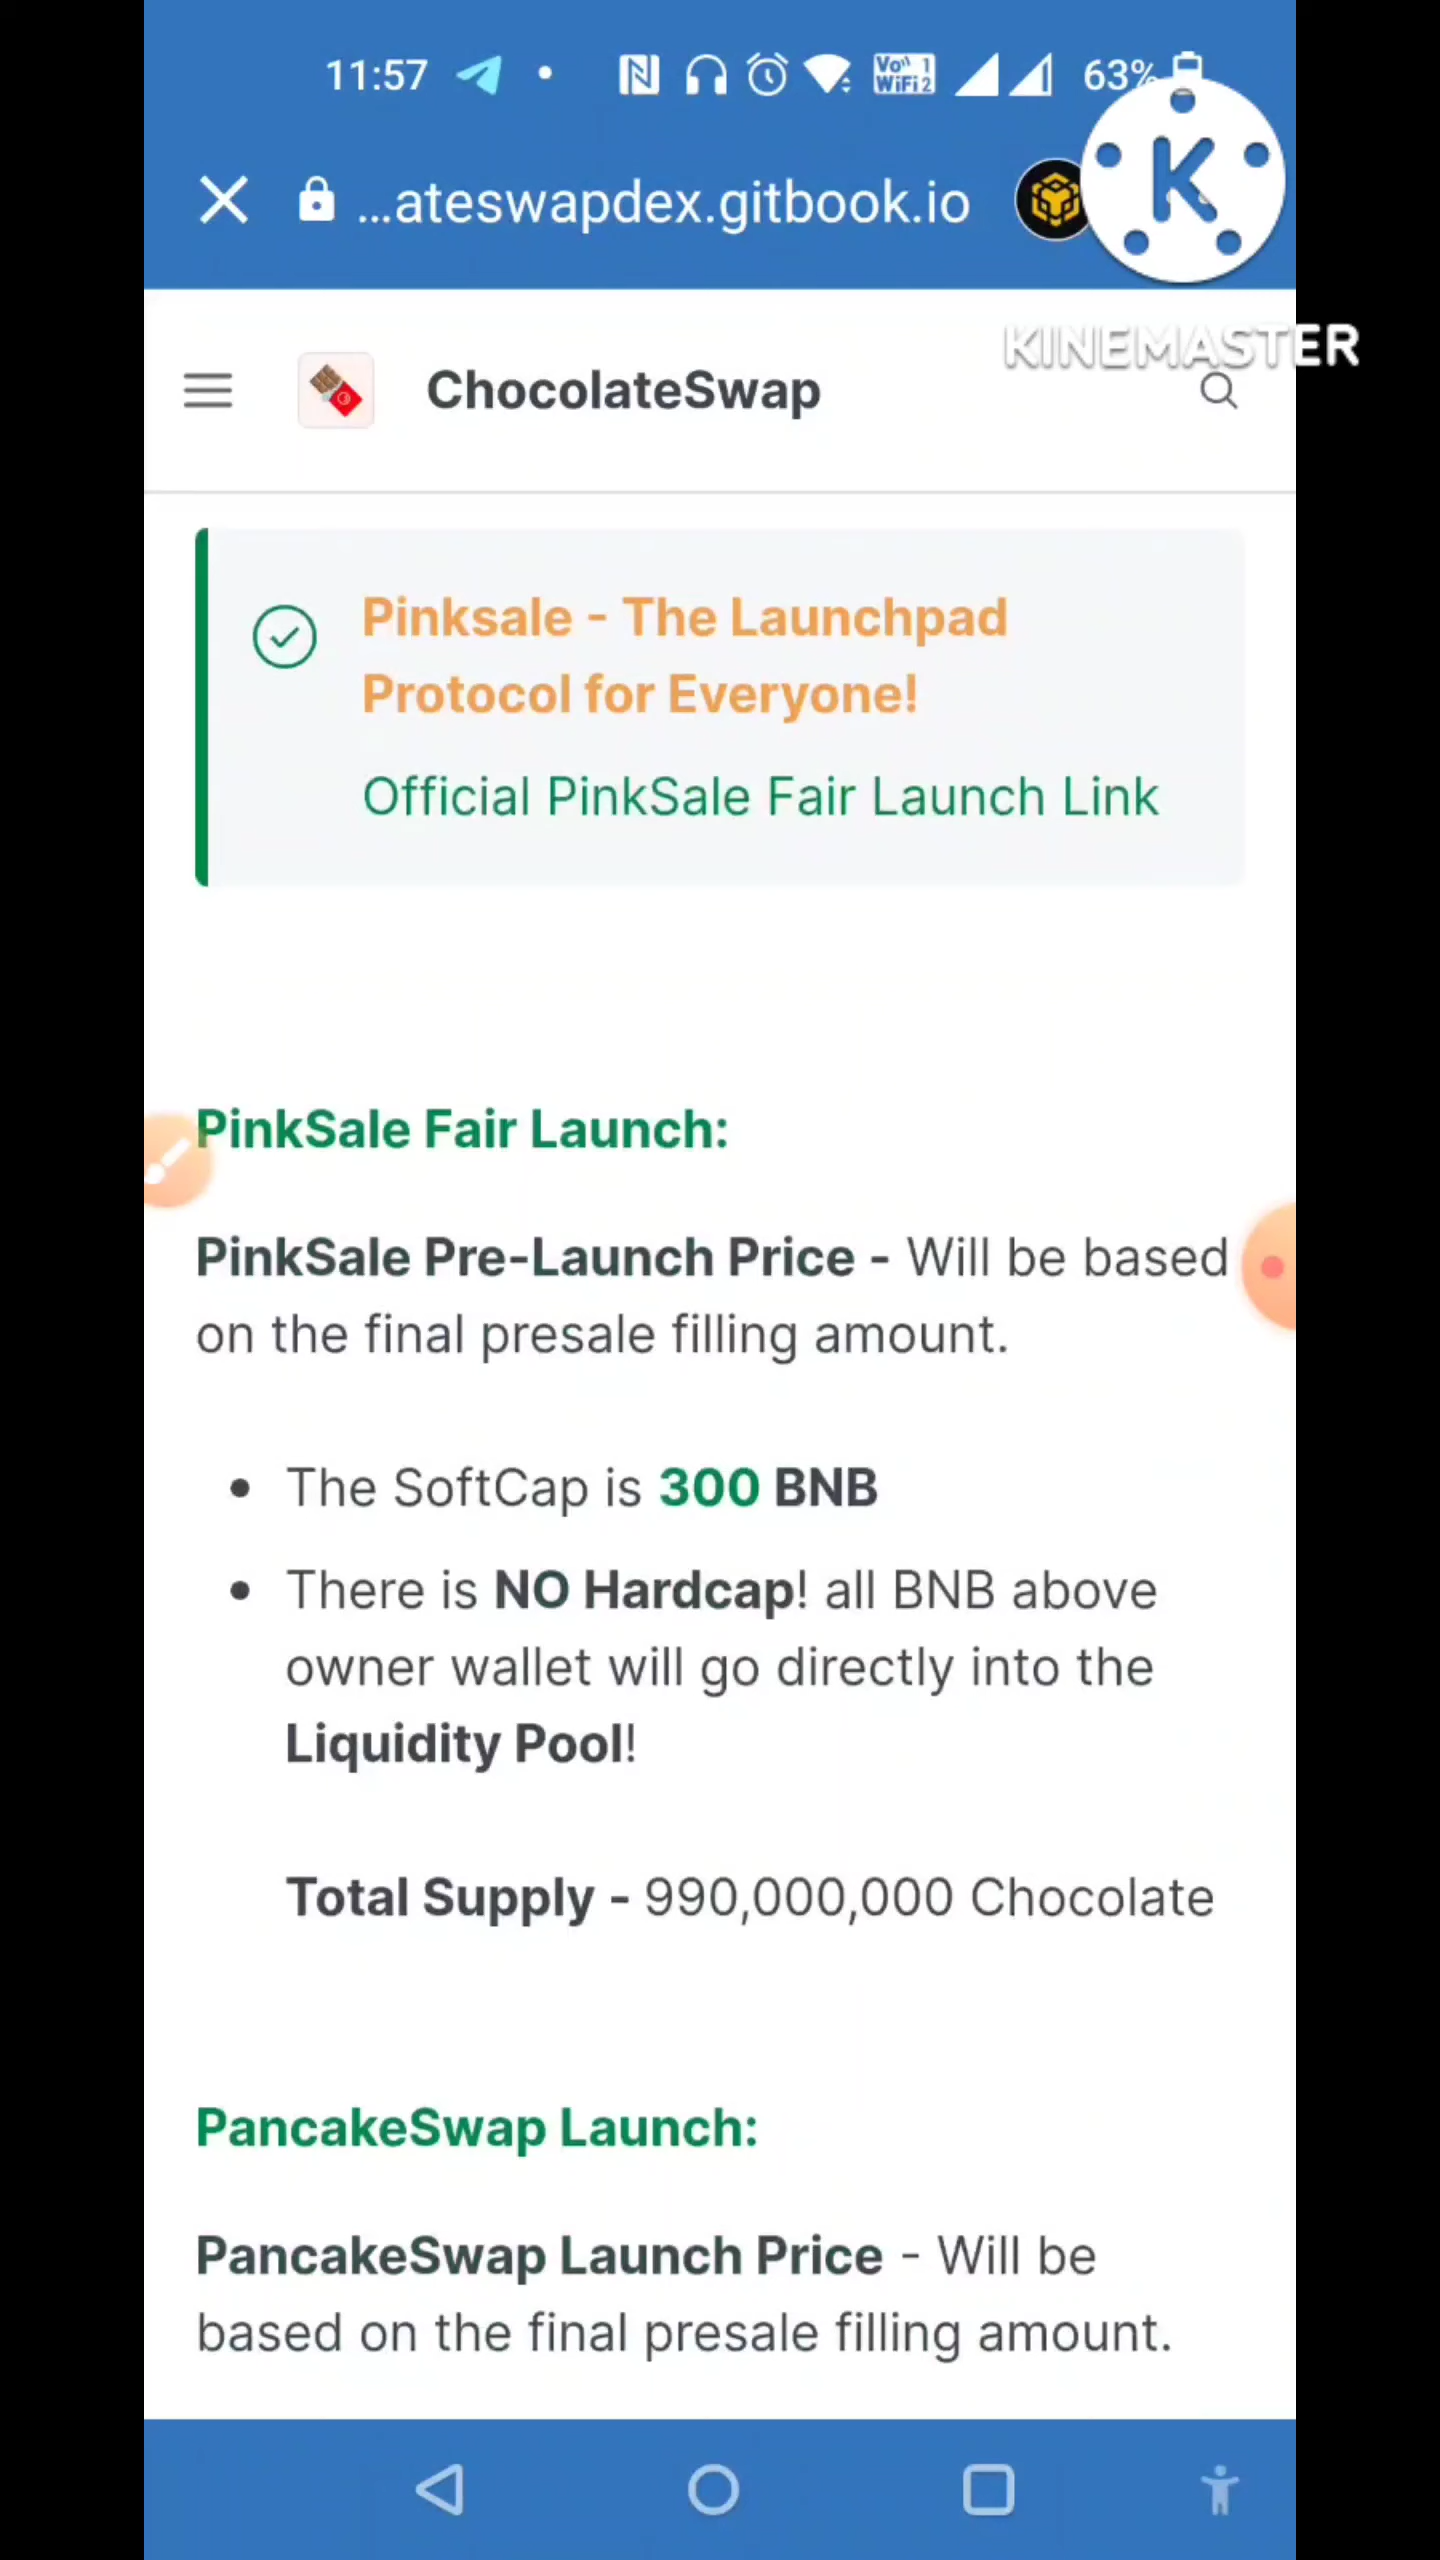 11:57 63%
Vo 1
WiFi 2
...ateswapdex.gitbook.io
K
KINEMASTER
ChocolateSwap
Pinksale - The Launchpad
Protocol for Everyone!
Official PinkSale Fair Launch Link
PinkSale Fair Launch:
PinkSale Pre-Launch Price - Will be based
on the final presale filling amount.
• The SoftCap is 300 BNB
• There is NO Hardcap! all BNB above
owner wallet will go directly into the
Liquidity Pool!
Total Supply - 990,000,000 Chocolate
PancakeSwap Launch:
PancakeSwap Launch Price - Will be
based on the final presale filling amount.